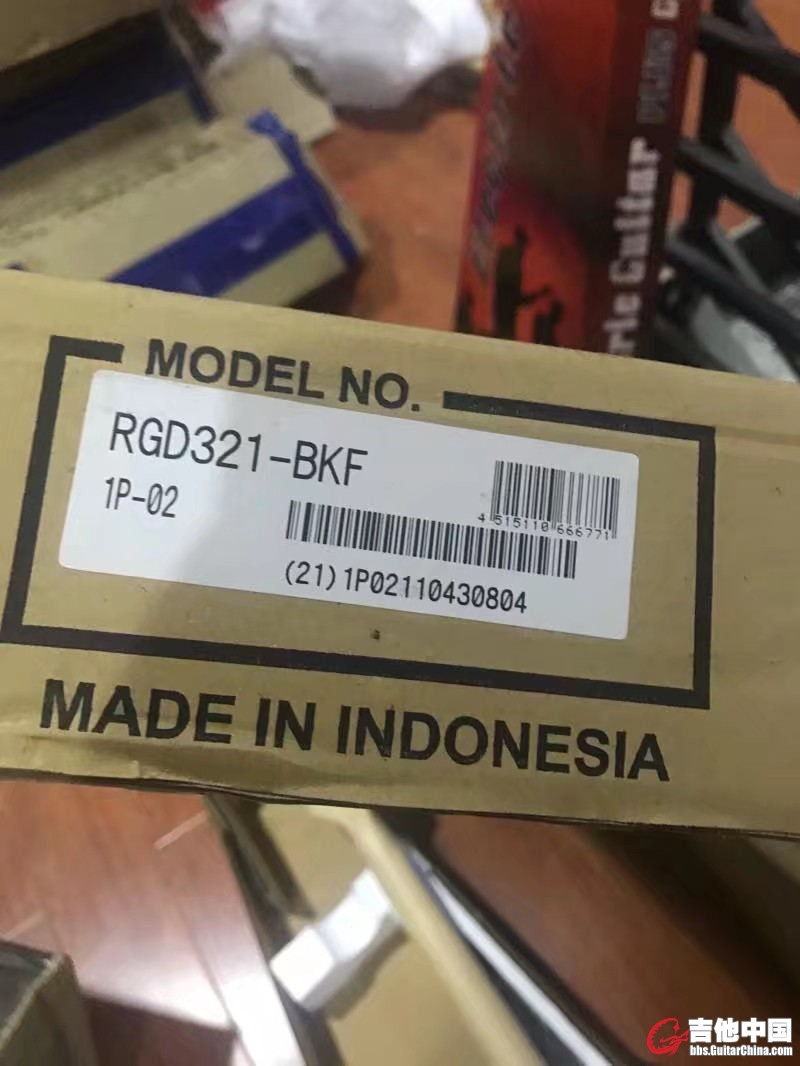 MODEL NO.
RGD321-BKF
1P-02
4 515110 666771
(21)1P02110430804
MADE IN INDONESIA
吉他中国
bbs.GuitarChina.com